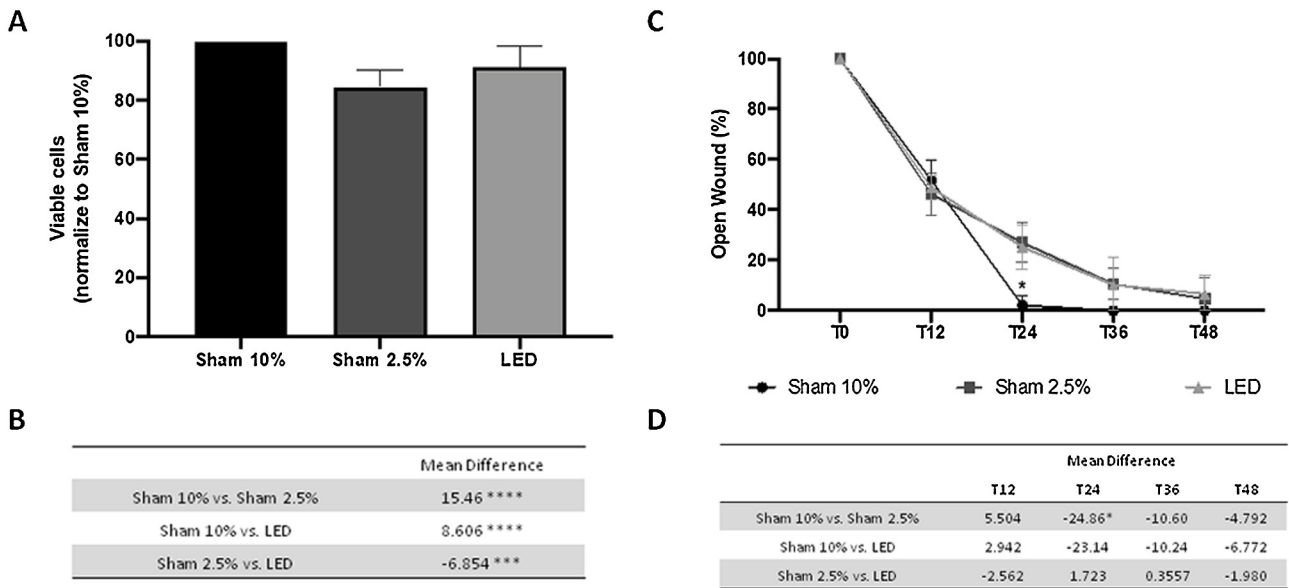 A
100
80
60
40
20
0
Viable cells
(normalize to Sham 10%)
Sham 10%
Sham 2.5%
LED
B
Mean Difference
Sham 10% vs. Sham 2.5% 15.46 ****
Sham 10% vs. LED 8.606 ****
Sham 2.5% vs. LED -6.854 ***
C
100
80
60
40
20
0
Open Wound (%)
*
T0
T12
T24
T36
T48
Sham 10%
Sham 2.5%
LED
D
Mean Difference
T12 T24 T36 T48
Sham 10% vs. Sham 2.5% 5.504 -24.86* -10.60 -4.792
Sham 10% vs. LED 2.942 -23.14 -10.24 -6.772
Sham 2.5% vs. LED -2.562 1.723 0.3557 -1.980